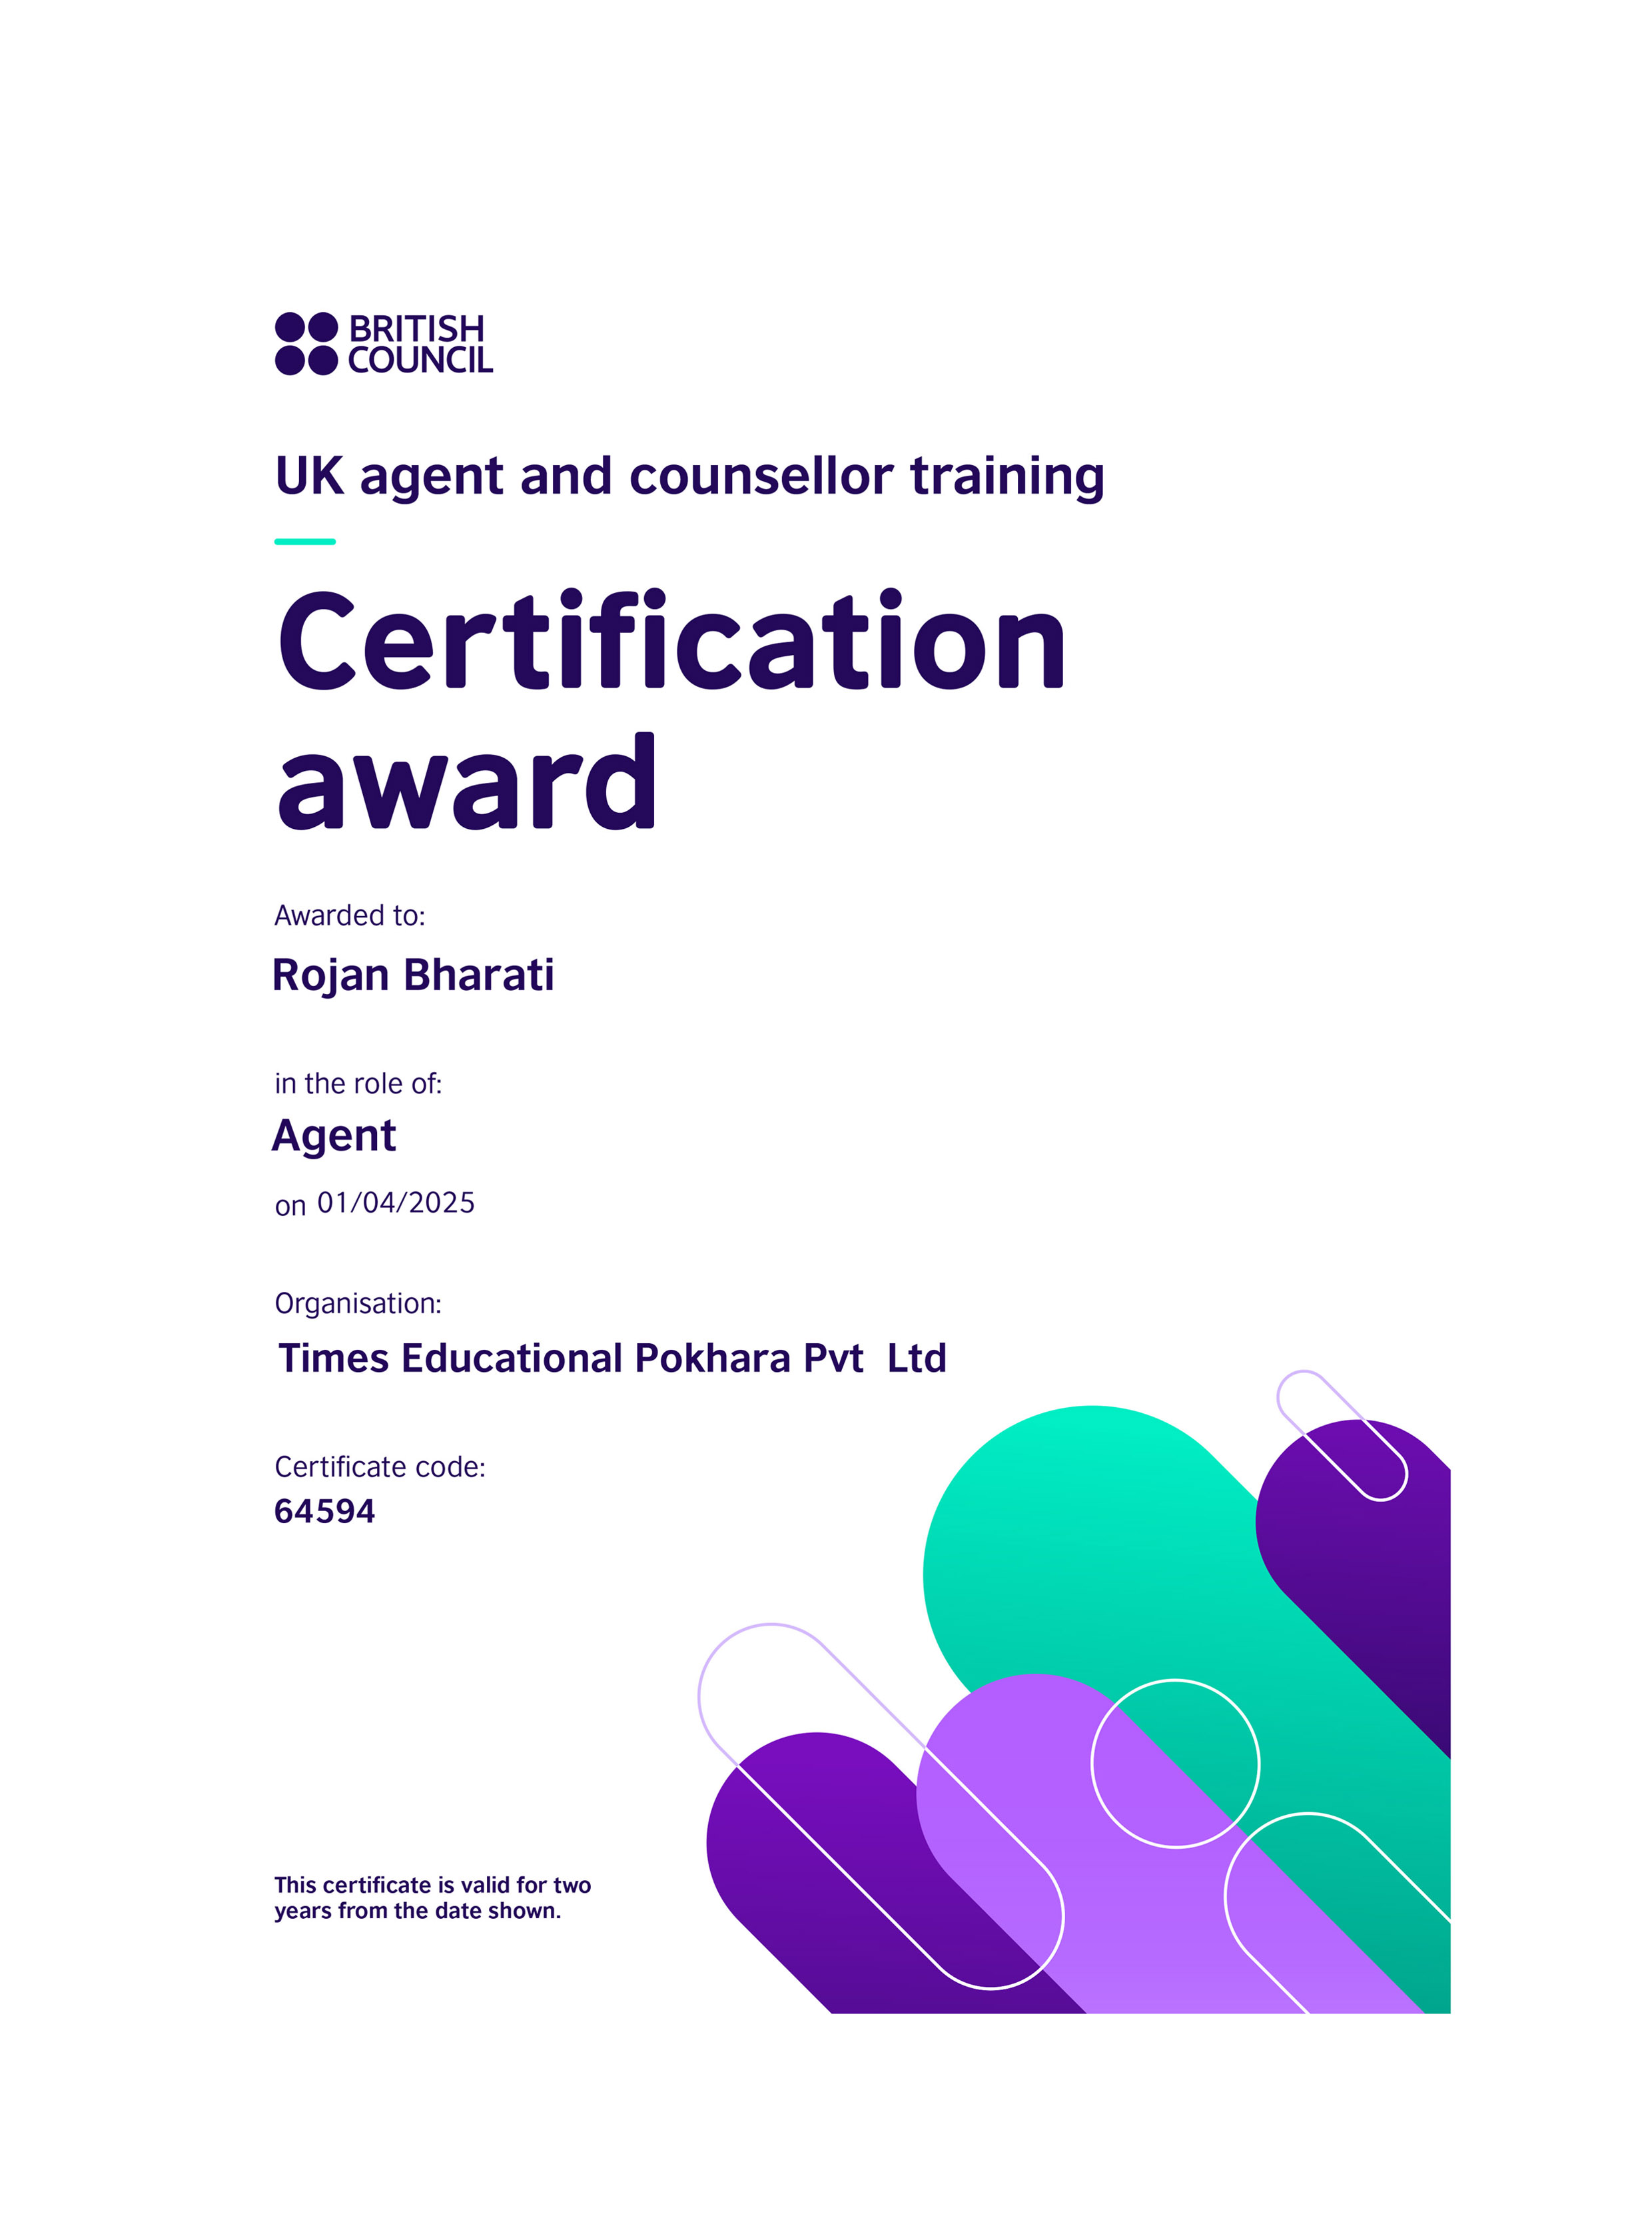 BRITISH
COUNCIL
UK agent and counsellor training
Certification
award
Awarded to:
Rojan Bharati
in the role of:
Agent
on 01/04/2025
Organisation:
Times Educational Pokhara Pvt  Ltd
Certificate code:
64594
This certificate is valid for two
years from the date shown.